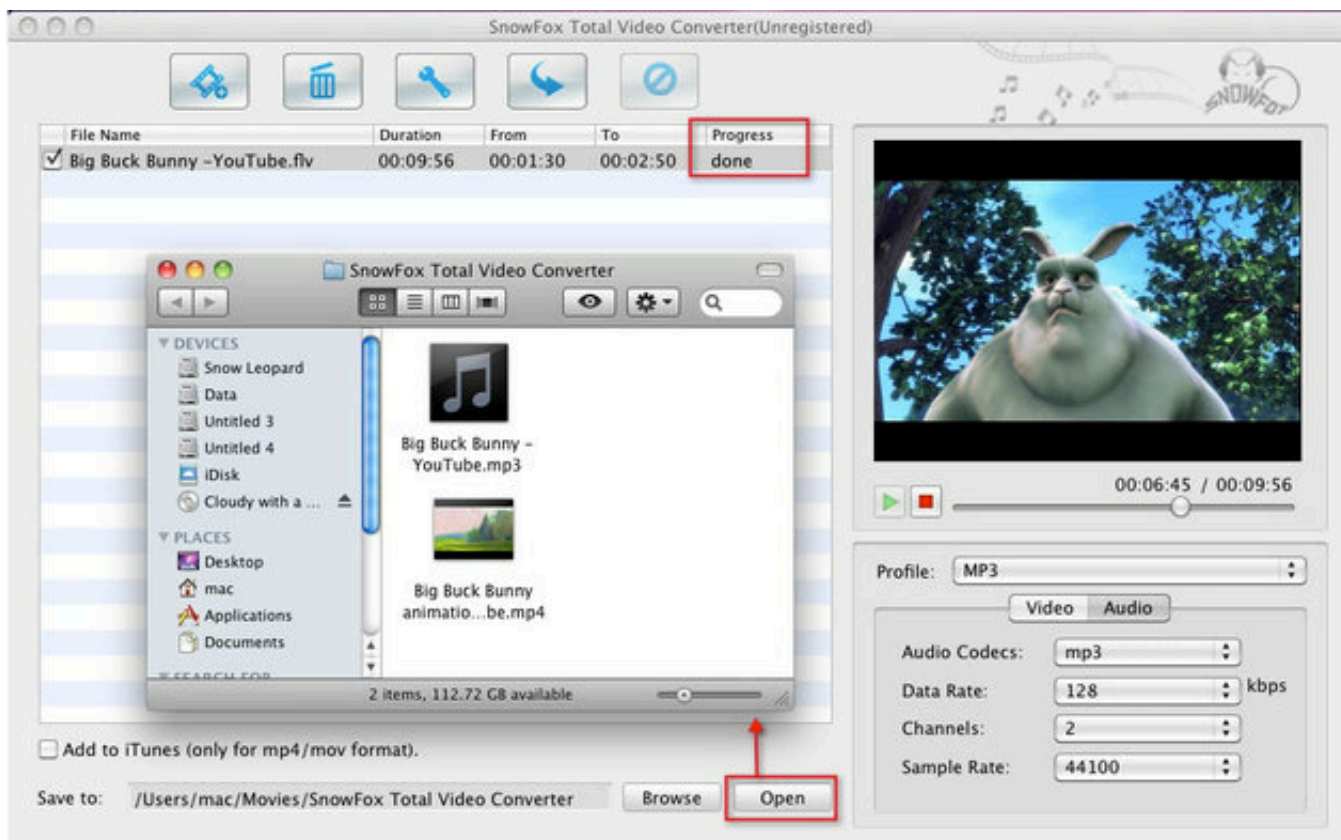 SnowFox Total Video Converter(Unregistered)
SNOWFOX
File Name Duration From To Progress
Big Buck Bunny -YouTube.flv 00:09:56 00:01:30 00:02:50 done
SnowFox Total Video Converter
DEVICES
Snow Leopard
Data
Untitled 3
Untitled 4
iDisk
Cloudy with a ...
PLACES
Desktop
mac
Applications
Documents
SEARCH FOR
Big Buck Bunny -
YouTube.mp3
Big Buck Bunny
animatio...be.mp4
2 items, 112.72 GB available
Add to iTunes (only for mp4/mov format).
Save to: /Users/mac/Movies/SnowFox Total Video Converter Browse Open
00:06:45 / 00:09:56
Profile: MP3
Video Audio
Audio Codecs: mp3
Data Rate: 128 kbps
Channels: 2
Sample Rate: 44100